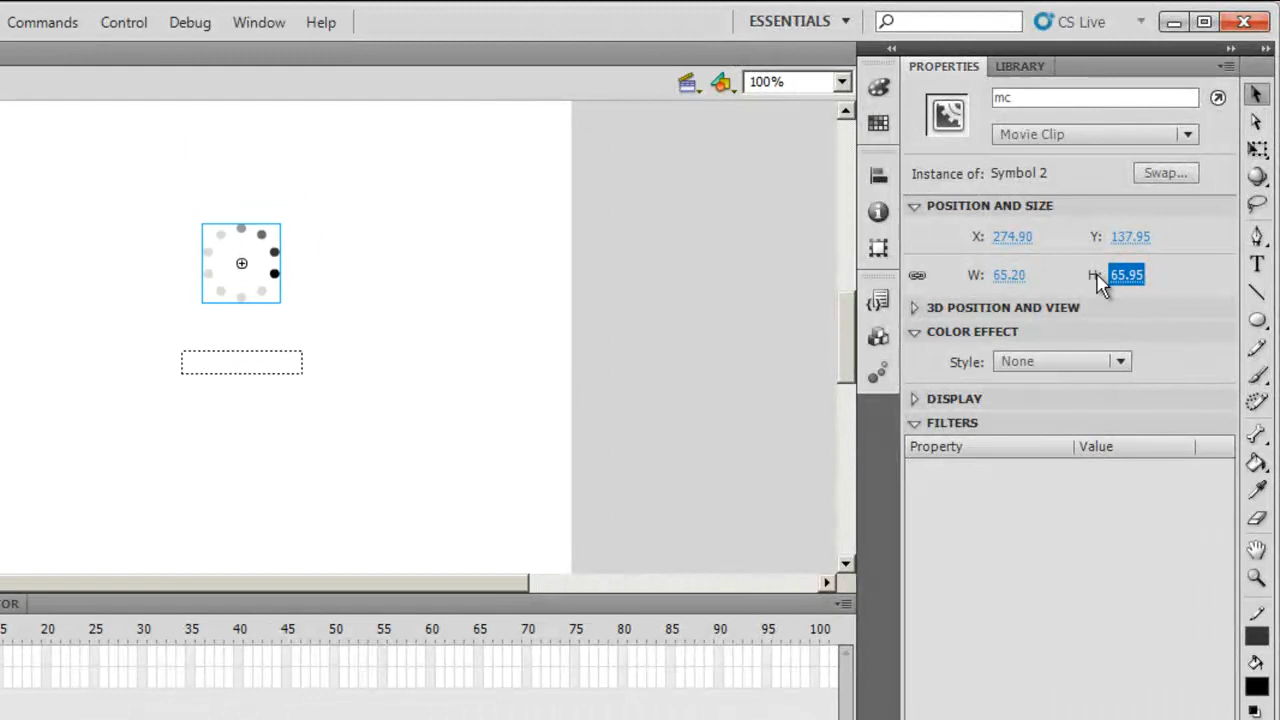 Commands Control Debug Window Help ESSENTIALS CS Live
PROPERTIES LIBRARY
100%
mc
Movie Clip
Instance of: Symbol 2 Swap...
POSITION AND SIZE
X: 274.90 Y: 137.95
W: 65.20 H: 65.95
3D POSITION AND VIEW
COLOR EFFECT
Style: None
DISPLAY
FILTERS
Property Value
OR
5 20 25 30 35 40 45 50 55 60 65 70 75 80 85 90 95 100